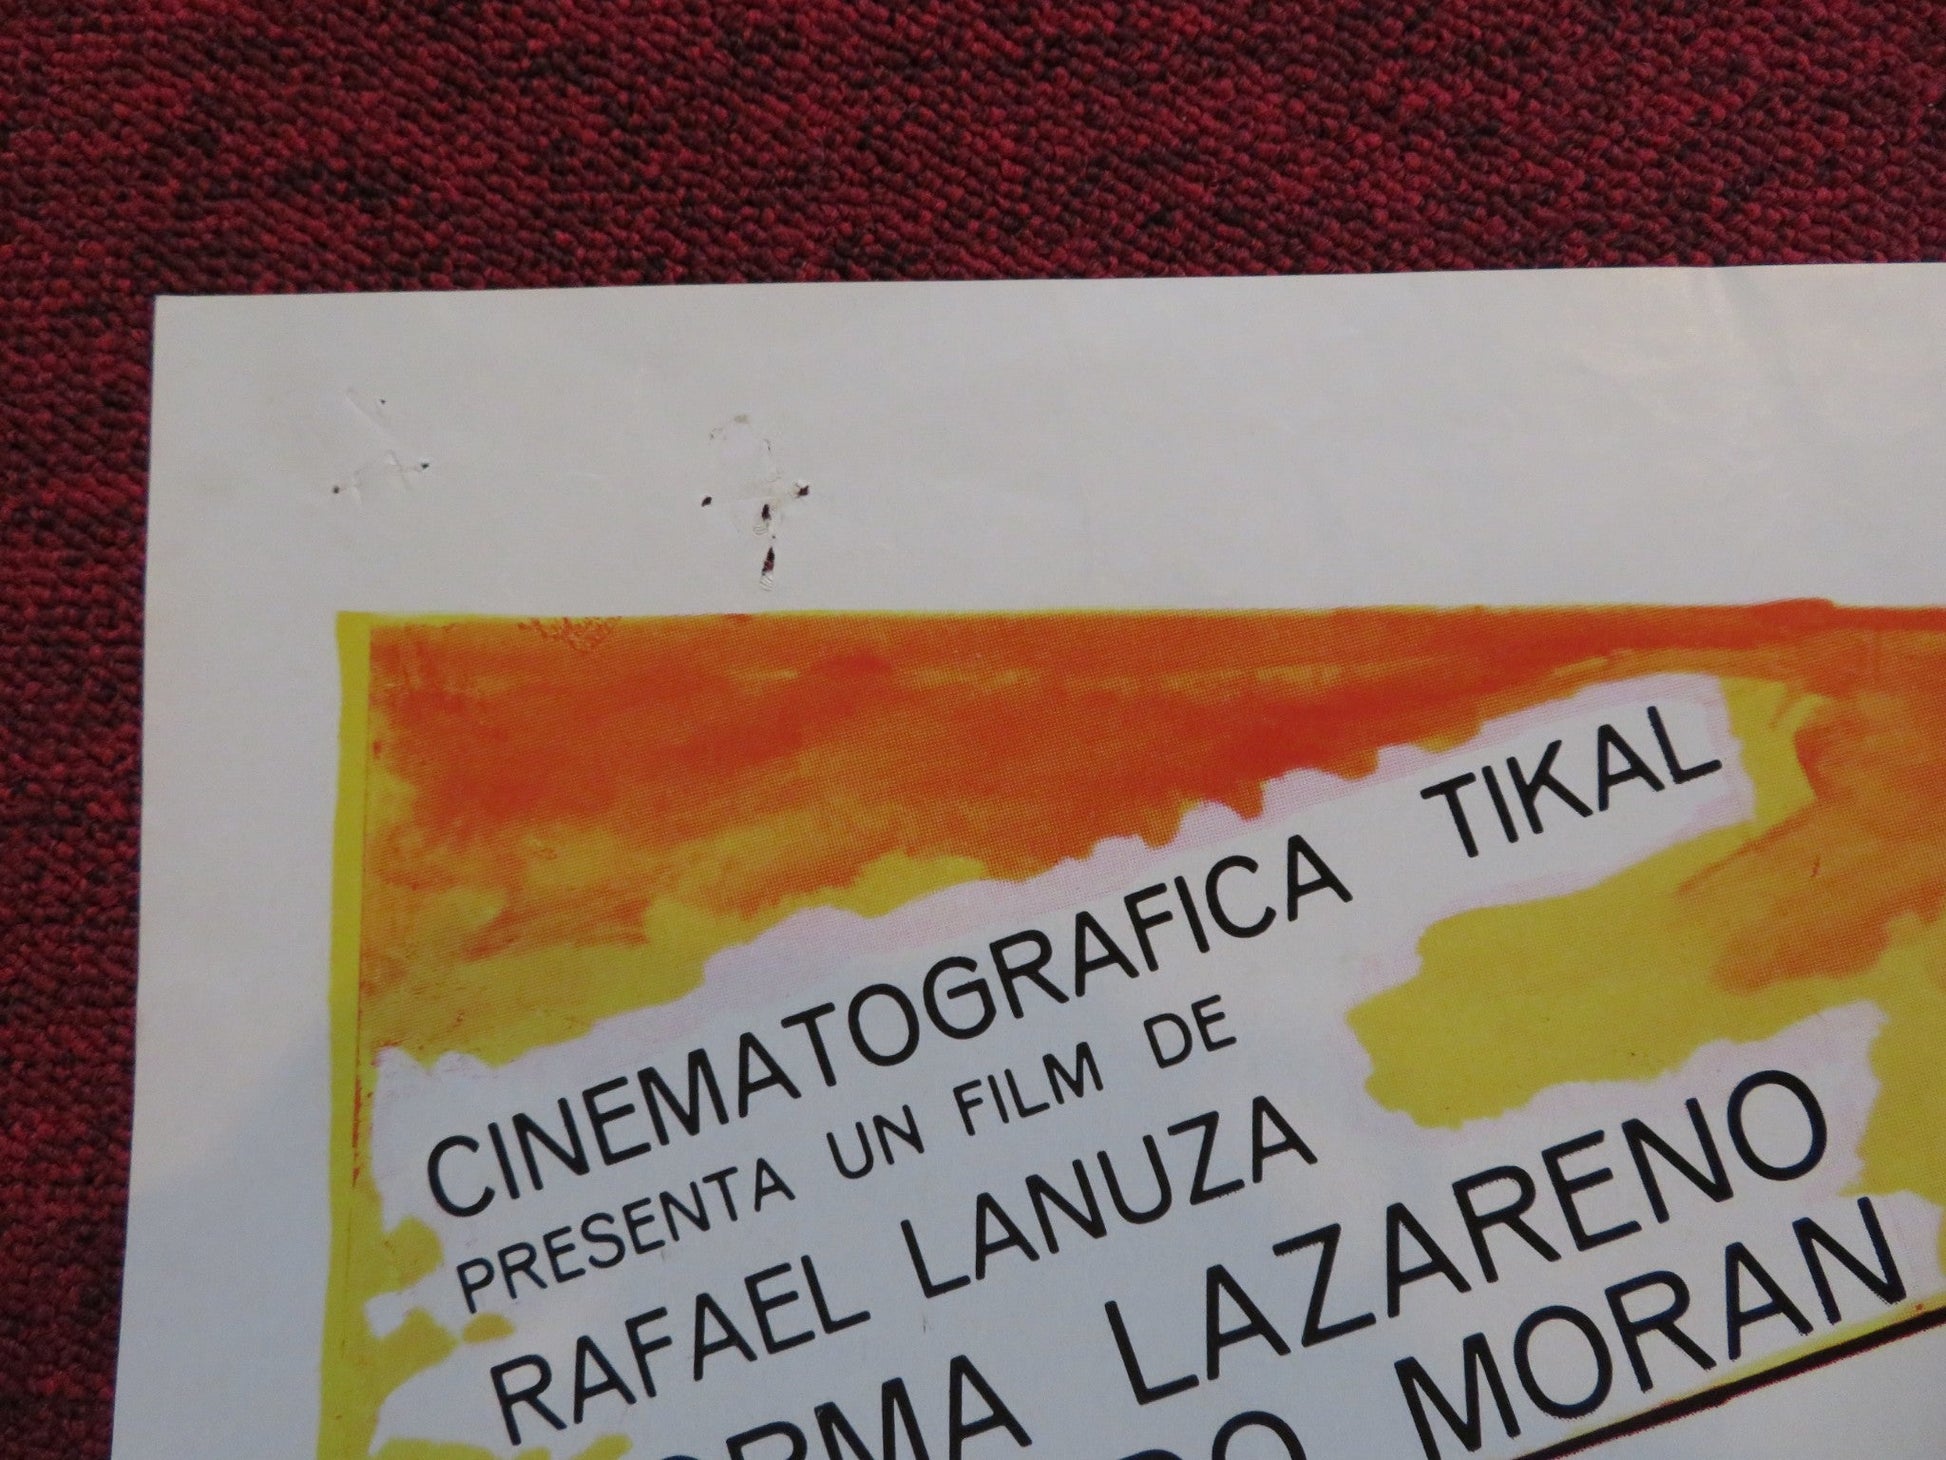 CINEMATOGRAFICA TIKAL
PRESENTA UN FILM DE
RAFAEL LANUZA
LAZARENO
MORAN